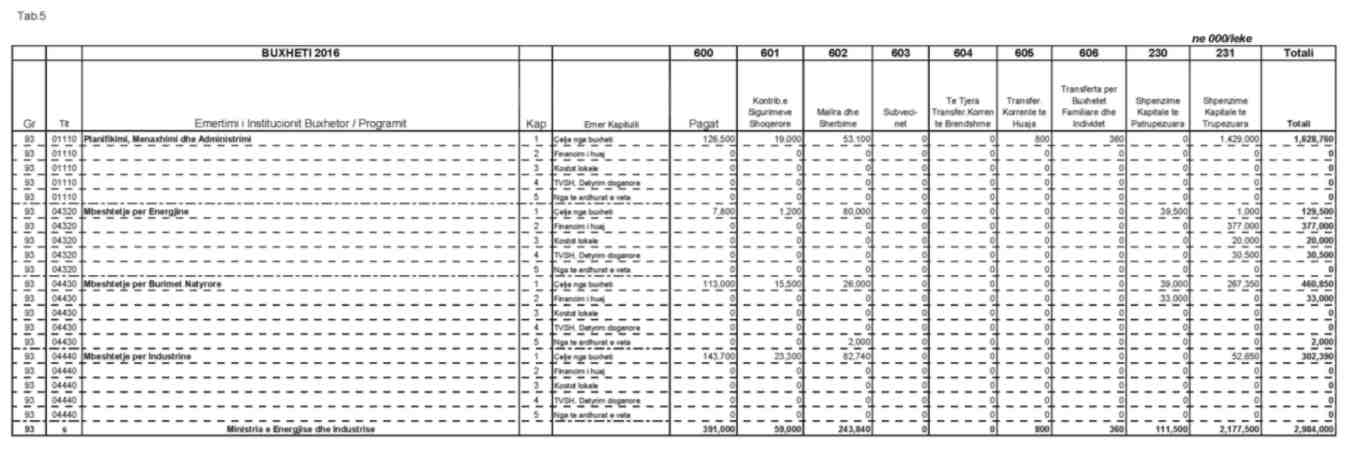 Tab.5
ne 000/leke
BUXHETI 2016 600 601 602 603 604 605 606 230 231 Totali
Gr Tit Emertimi i Institucionit Buxhetor / Programit Kap Emer Kapitulli Pagat Kontrib.e Sigurimeve Shoqerore Mallra dhe Sherbime Subvecionet Te Tjera Transfer.Korren te Brendshme Transfer. Korrente te Huaja Transferta per Buxhetet Familiare dhe Individet Shpenzime Kapitale te Patrupezuara Shpenzime Kapitale te Trupezuara Totali
93 01110 Planifikimi, Menaxhimi dhe Administrimi 1 Celje nga buxheti 126,500 19,000 53,100 0 0 800 360 0 1,429,000 1,628,760
93 01110 2 Financim i huaj 0 0 0 0 0 0 0 0 0 0
93 01110 3 Kostot lokale 0 0 0 0 0 0 0 0 0 0
93 01110 4 TVSH, Detyrim doganore 0 0 0 0 0 0 0 0 0 0
93 01110 5 Nga te ardhurat e veta 0 0 0 0 0 0 0 0 0 0
93 04320 Mbeshtetje per Energjine 1 Celje nga buxheti 7,800 1,200 80,000 0 0 0 0 39,500 1,000 129,500
93 04320 2 Financim i huaj 0 0 0 0 0 0 0 0 377,000 377,000
93 04320 3 Kostot lokale 0 0 0 0 0 0 0 0 20,000 20,000
93 04320 4 TVSH, Detyrim doganore 0 0 0 0 0 0 0 0 30,500 30,500
93 04320 5 Nga te ardhurat e veta 0 0 0 0 0 0 0 0 0 0
93 04430 Mbeshtetje per Burimet Natyrore 1 Celje nga buxheti 113,000 15,500 26,000 0 0 0 0 39,000 267,350 460,850
93 04430 2 Financim i huaj 0 0 0 0 0 0 0 33,000 0 33,000
93 04430 3 Kostot lokale 0 0 0 0 0 0 0 0 0 0
93 04430 4 TVSH, Detyrim doganore 0 0 0 0 0 0 0 0 0 0
93 04430 5 Nga te ardhurat e veta 0 0 2,000 0 0 0 0 0 0 2,000
93 04440 Mbeshtetje per Industrine 1 Celje nga buxheti 143,700 23,300 82,740 0 0 0 0 0 52,650 302,390
93 04440 2 Financim i huaj 0 0 0 0 0 0 0 0 0 0
93 04440 3 Kostot lokale 0 0 0 0 0 0 0 0 0 0
93 04440 4 TVSH, Detyrim doganore 0 0 0 0 0 0 0 0 0 0
93 04440 5 Nga te ardhurat e veta 0 0 0 0 0 0 0 0 0 0
93 s Ministria e Energjise dhe Industrise 391,000 59,000 243,840 0 0 800 360 111,500 2,177,500 2,984,000